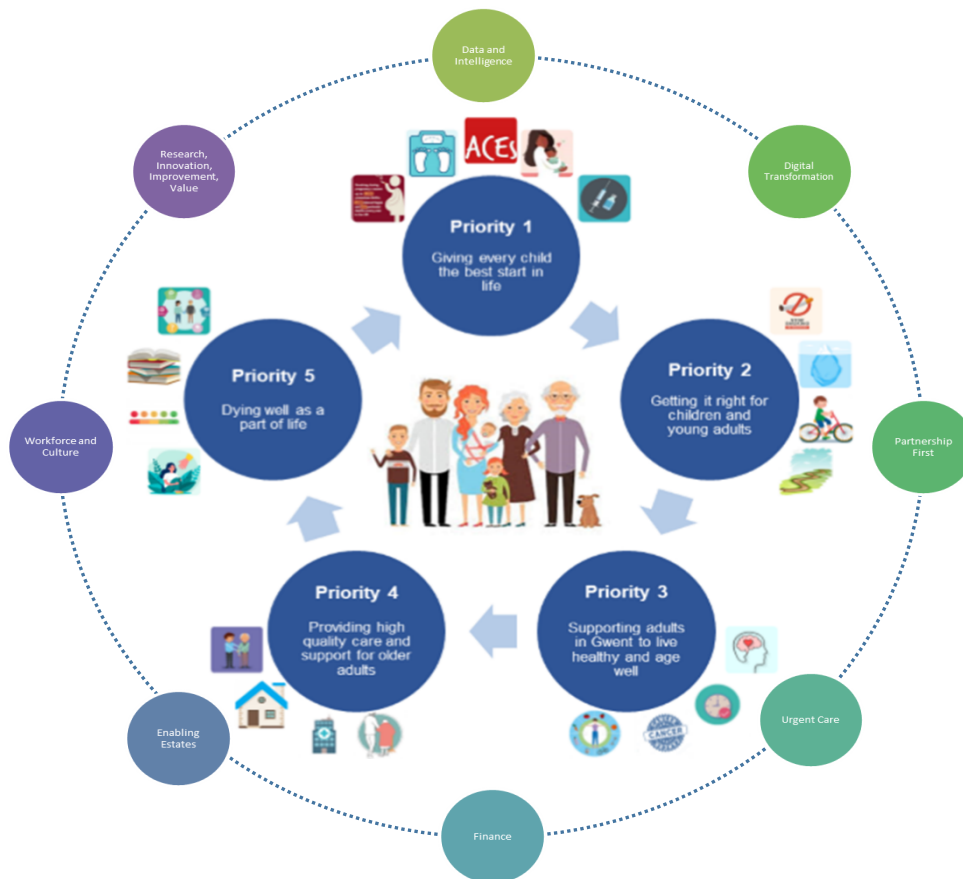 Data and
Intelligence
Research,
Innovation,
Improvement,
Value
Digital
Transformation
ACEs
Priority 1
Giving every child
the best start in
life
Priority 5
Dying well as a
part of life
Priority 2
Getting it right for
children and
young adults
Workforce and
Culture
Partnership
First
Priority 4
Providing high
quality care and
support for older
adults
Priority 3
Supporting adults
in Gwent to live
healthy and age
well
CANCER
Enabling
Estates
Urgent Care
Finance